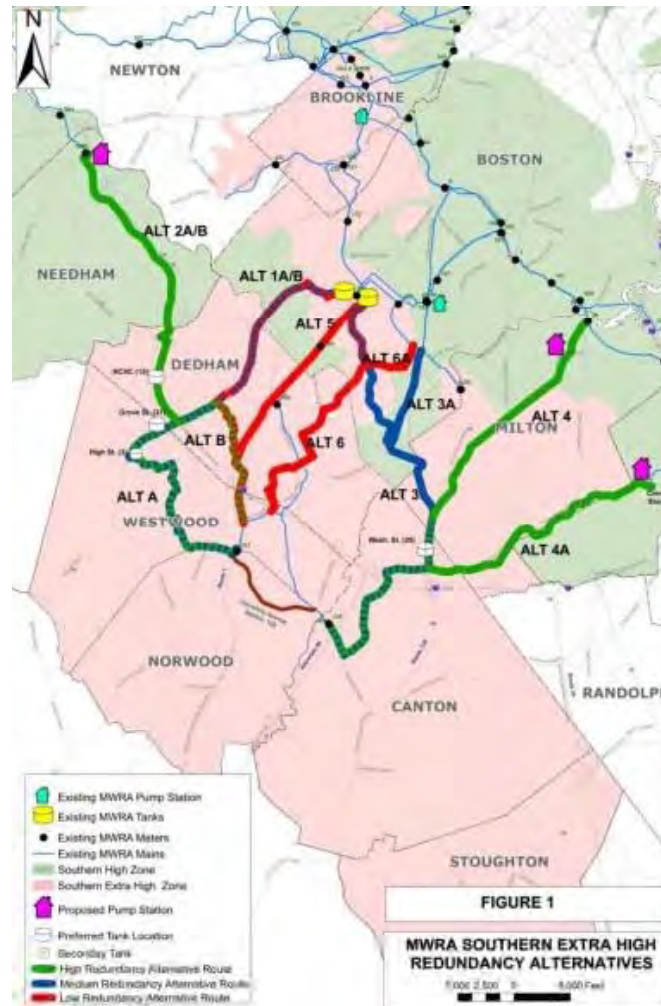 N
NEWTON
BROOKLINE
BOSTON
ALT 2A/B
NEEDHAM
ALT 1A/B
ALT 5
DEDHAM
ALT 6A
ALT 3A
ALT 4
MILTON
ALT B
ALT 6
ALT A
ALT 3
WESTWOOD
ALT 4A
NORWOOD
CANTON
RANDOLPH
STOUGHTON
Existing MWRA Pump Station
Existing MWRA Tanks
Existing MWRA Meters
Existing MWRA Mains
Southern High Zone
Southern Extra High Zone
Proposed Pump Station
Preferred Tank Location
Seconday Tank
High Redundancy Alternative Route
Medium Redundancy Alternative Route
Low Redundancy Alternative Route
FIGURE 1
MWRA SOUTHERN EXTRA HIGH
REDUNDANCY ALTERNATIVES